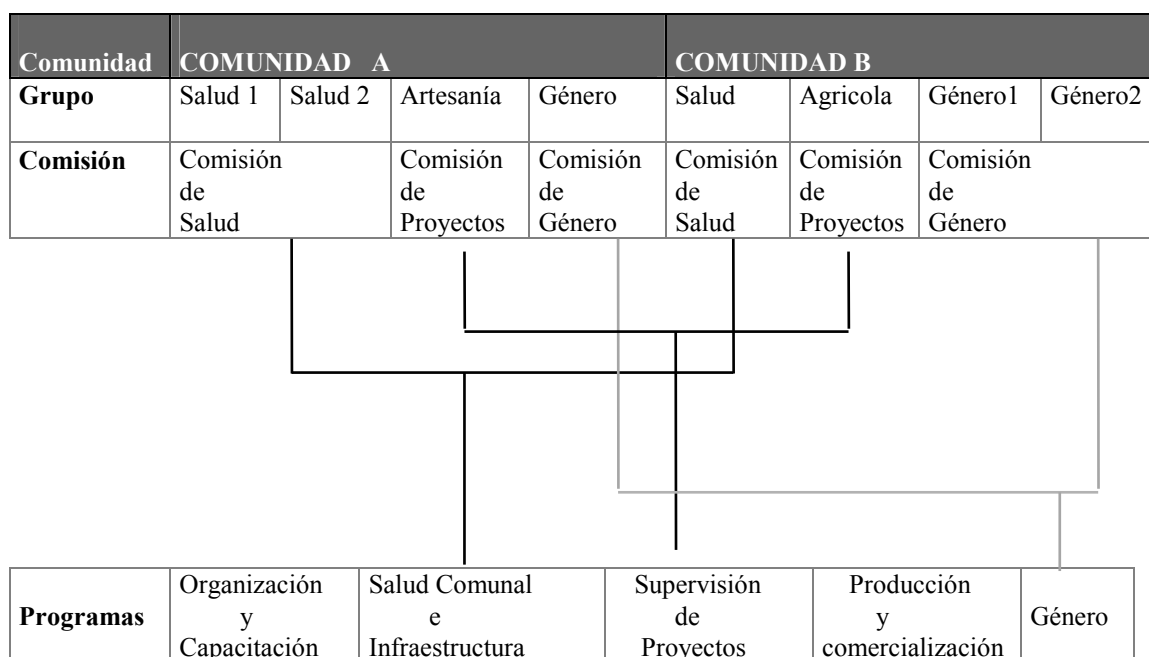 Comunidad COMUNIDAD A COMUNIDAD B
Grupo Salud 1 Salud 2 Artesanía Género Salud Agricola Género1 Género2
Comisión Comisión Comisión Comisión Comisión Comisión Comisión
de de de de de de
Salud Proyectos Género Salud Proyectos Género
Organización Salud Comunal Supervisión Producción
Programas y e de y Género
Capacitación Infraestructura Proyectos comercialización